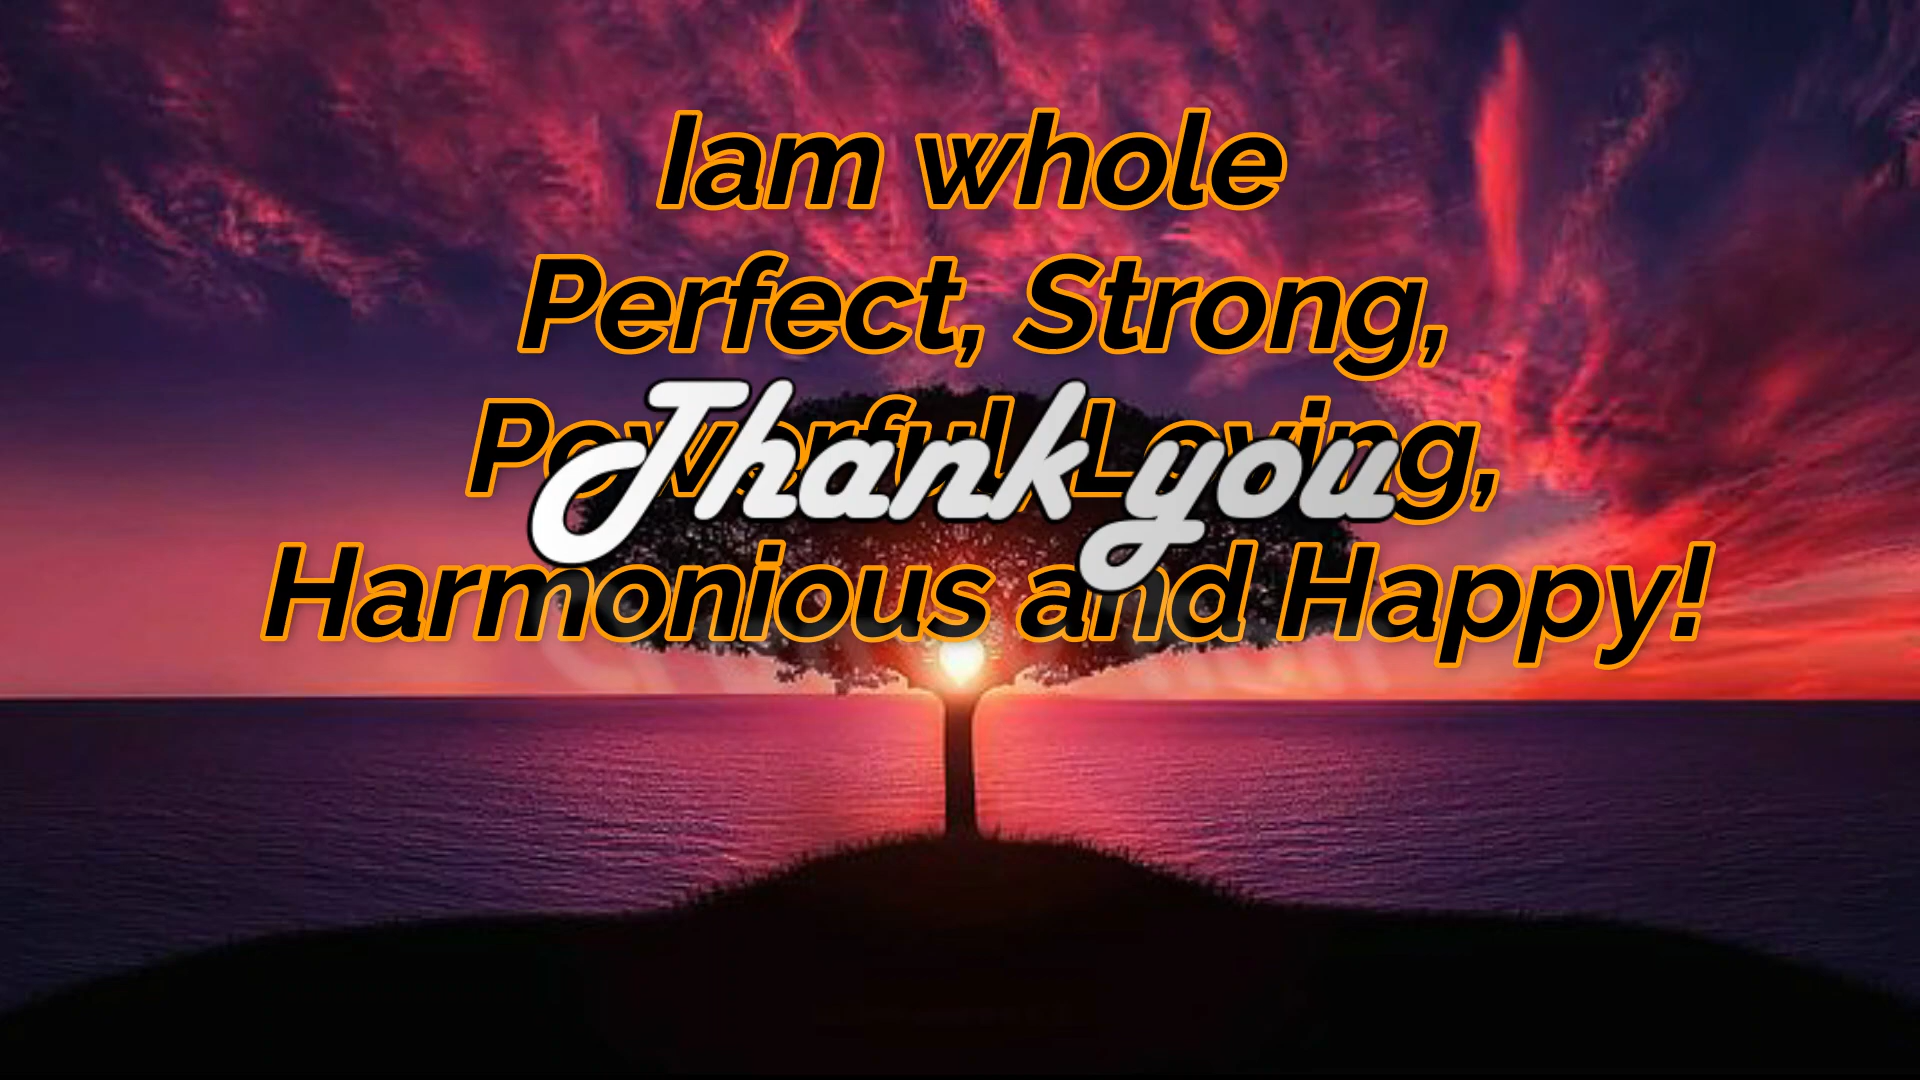 Iam whole
Perfect, Strong,
Powerful, Loving,
Thank you
Harmonious and Happy!